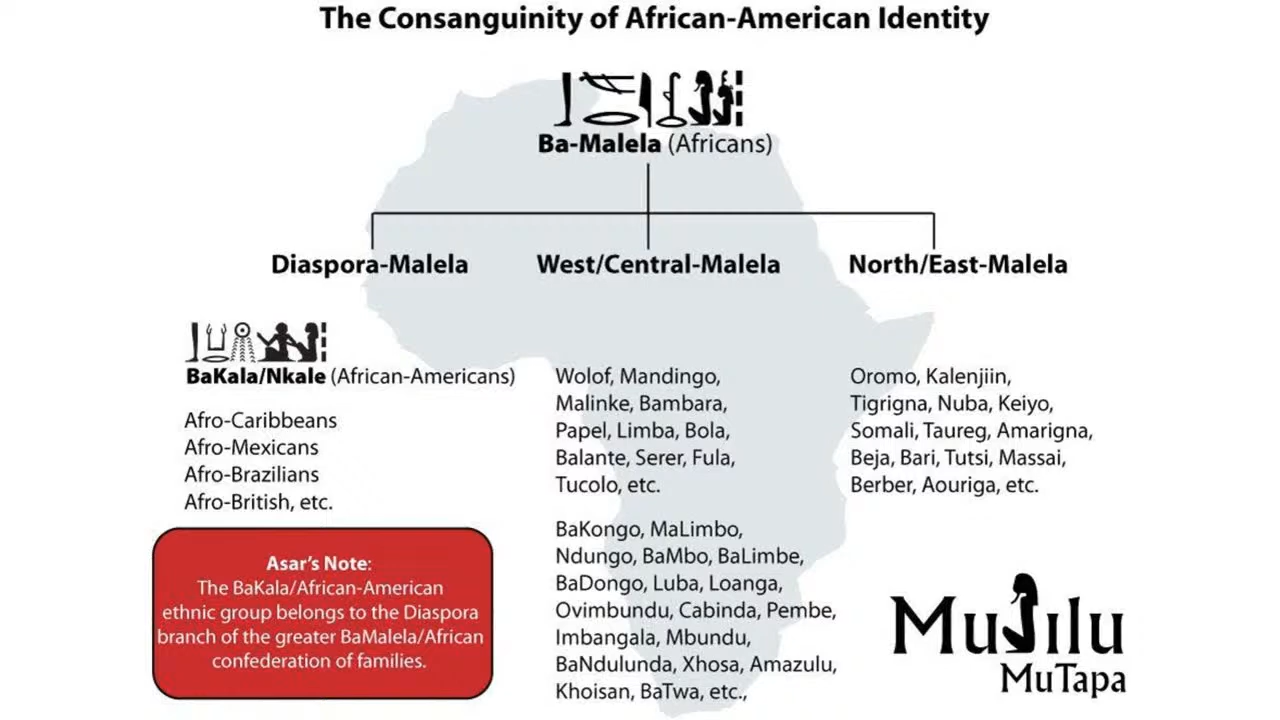 The Consanguinity of African-American Identity
Ba-Malela (Africans)
Diaspora-Malela
West/Central-Malela
North/East-Malela
BaKala/Nkale (African-Americans)
Afro-Caribbeans
Afro-Mexicans
Afro-Brazilians
Afro-British, etc.
Asar's Note:
The BaKala/African-American
ethnic group belongs to the Diaspora
branch of the greater BaMalela/African
confederation of families.
Wolof, Mandingo,
Malinke, Bambara,
Papel, Limba, Bola,
Balante, Serer, Fula,
Tucolo, etc.
BaKongo, MaLimbo,
Ndungo, BaMbo, BaLimbe,
BaDongo, Luba, Loanga,
Ovimbundu, Cabinda, Pembe,
Imbangala, Mbundu,
BaNdulunda, Xhosa, Amazulu,
Khoisan, BaTwa, etc.,
Oromo, Kalenjiin,
Tigrigna, Nuba, Keiyo,
Somali, Taureg, Amarigna,
Beja, Bari, Tutsi, Massai,
Berber, Aouriga, etc.
MuJilu
MuTapa